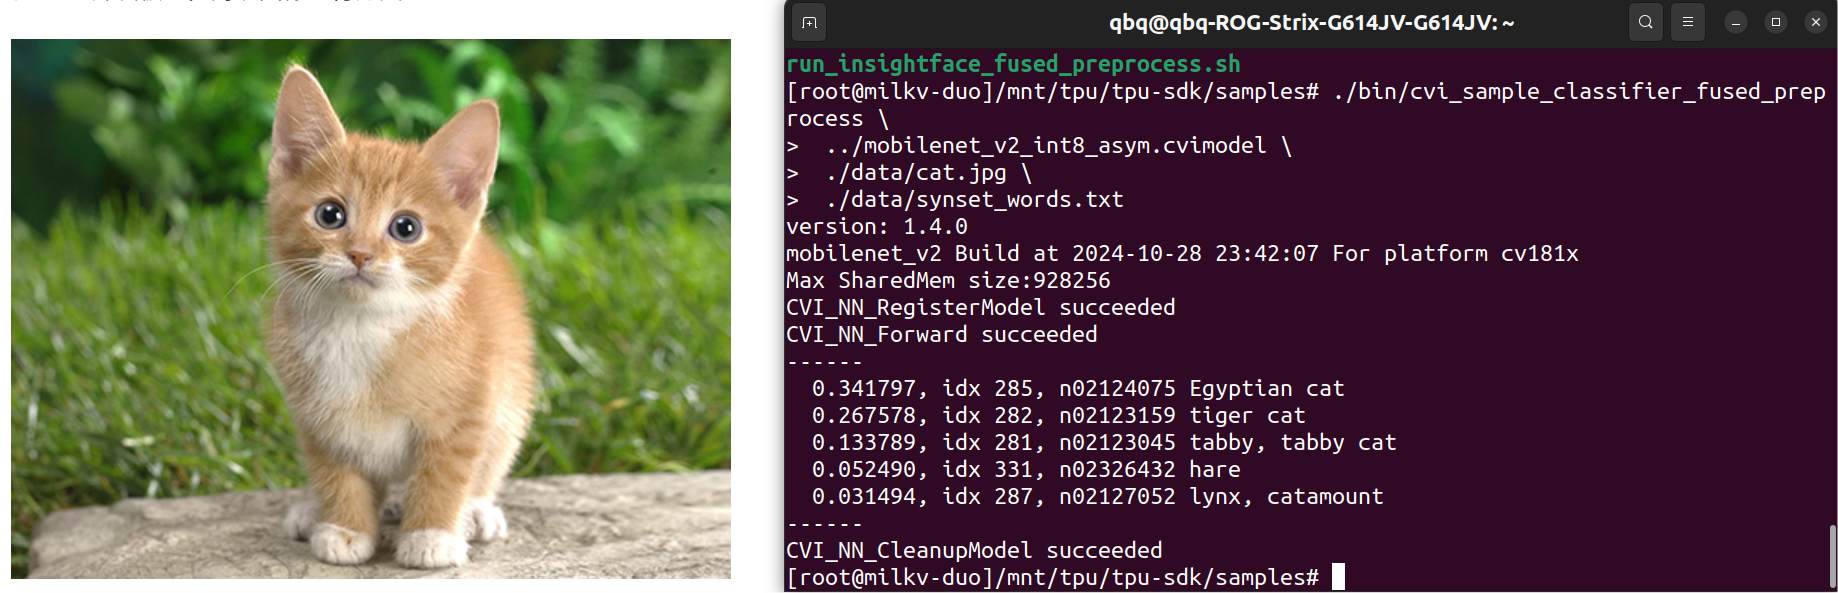 qbq@qbq-ROG-Strix-G614JV-G614JV: ~
run_insightface_fused_preprocess.sh
[root@milkv-duo]/mnt/tpu/tpu-sdk/samples# ./bin/cvi_sample_classifier_fused_prep
rocess \
>  ../mobilenet_v2_int8_asym.cvimodel \
>  ./data/cat.jpg \
>  ./data/synset_words.txt
version: 1.4.0
mobilenet_v2 Build at 2024-10-28 23:42:07 For platform cv181x
Max SharedMem size:928256
CVI_NN_RegisterModel succeeded
CVI_NN_Forward succeeded
------
  0.341797, idx 285, n02124075 Egyptian cat
  0.267578, idx 282, n02123159 tiger cat
  0.133789, idx 281, n02123045 tabby, tabby cat
  0.052490, idx 331, n02326432 hare
  0.031494, idx 287, n02127052 lynx, catamount
------
CVI_NN_CleanupModel succeeded
[root@milkv-duo]/mnt/tpu/tpu-sdk/samples#